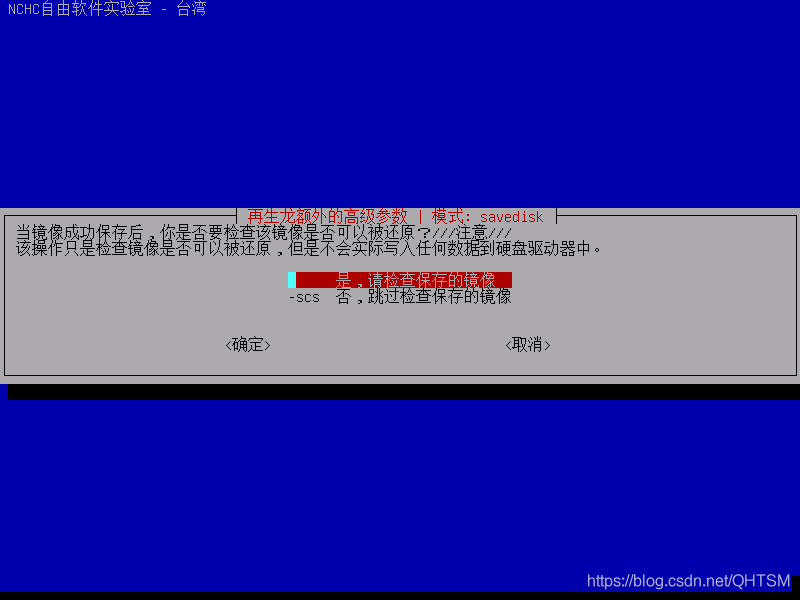 NCHC自由软件实验室 - 台湾
再生龙额外的高级参数 | 模式: savedisk
当镜像成功保存后，你是否要检查该镜像是否可以被还原？///注意///
该操作只是检查镜像是否可以被还原，但是不会实际写入任何数据到硬盘驱动器中。
是，请检查保存的镜像
-scs 否，跳过检查保存的镜像
<确定> <取消>
https://blog.csdn.net/QHTSM